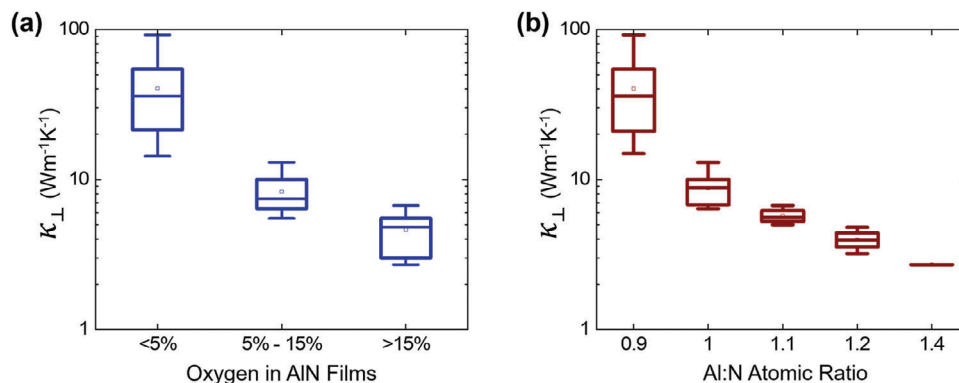 (a)
100
10
1
κ⊥ (Wm⁻¹K⁻¹)
<5%
5% - 15%
>15%
Oxygen in AlN Films
(b)
100
10
1
κ⊥ (Wm⁻¹K⁻¹)
0.9
1
1.1
1.2
1.4
Al:N Atomic Ratio